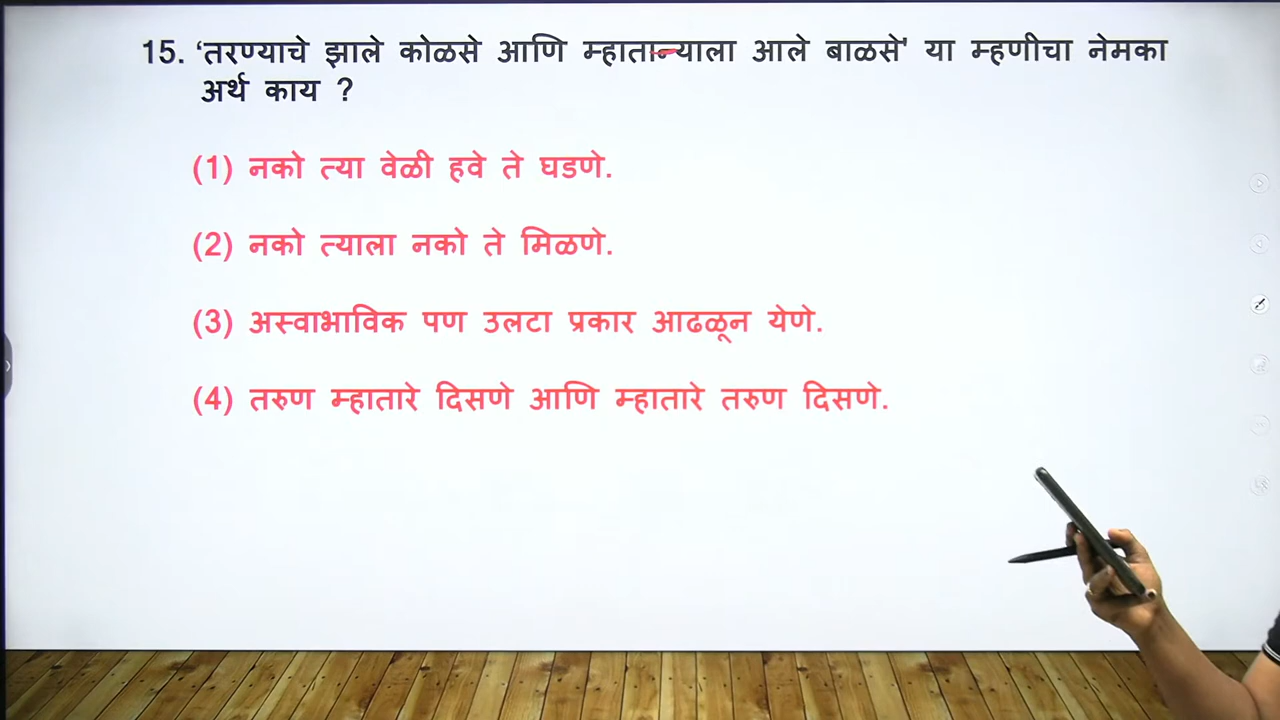 15. ‘तरण्याचे झाले कोळसे आणि म्हाताऱ्याला आले बाळसे' या म्हणीचा नेमका
अर्थ काय ?
(1) नको त्या वेळी हवे ते घडणे.
(2) नको त्याला नको ते मिळणे.
(3) अस्वाभाविक पण उलटा प्रकार आढळून येणे.
(4) तरुण म्हातारे दिसणे आणि म्हातारे तरुण दिसणे.